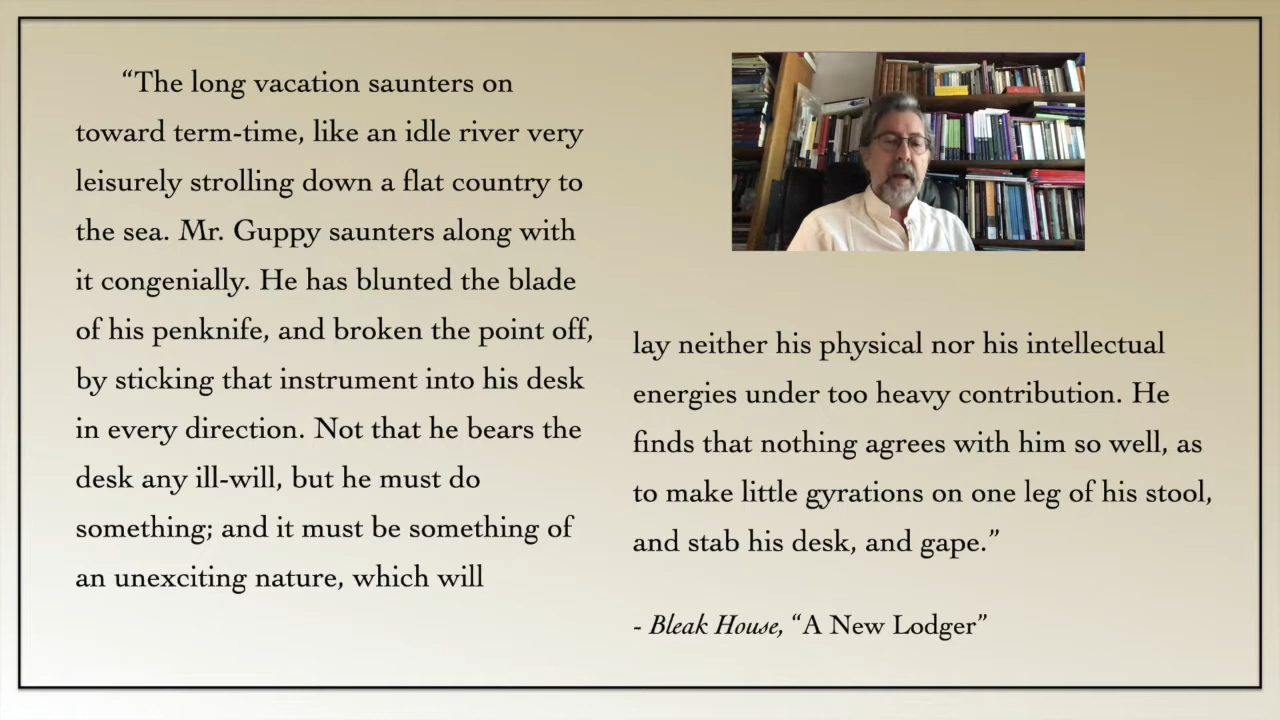 “The long vacation saunters on
toward term-time, like an idle river very
leisurely strolling down a flat country to
the sea. Mr. Guppy saunters along with
it congenially. He has blunted the blade
of his penknife, and broken the point off,
by sticking that instrument into his desk
in every direction. Not that he bears the
desk any ill-will, but he must do
something; and it must be something of
an unexciting nature, which will
lay neither his physical nor his intellectual
energies under too heavy contribution. He
finds that nothing agrees with him so well, as
to make little gyrations on one leg of his stool,
and stab his desk, and gape.”
- Bleak House, “A New Lodger”